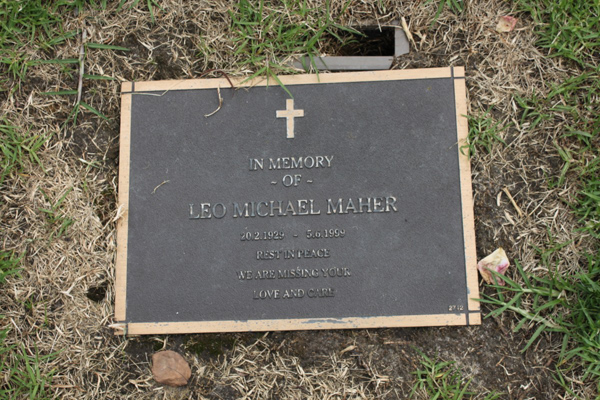 IN MEMORY
- OF -
LEO MICHAEL MAHER
20.2.1929 - 5.6.1999
REST IN PEACE
WE ARE MISSING YOUR
LOVE AND CARE